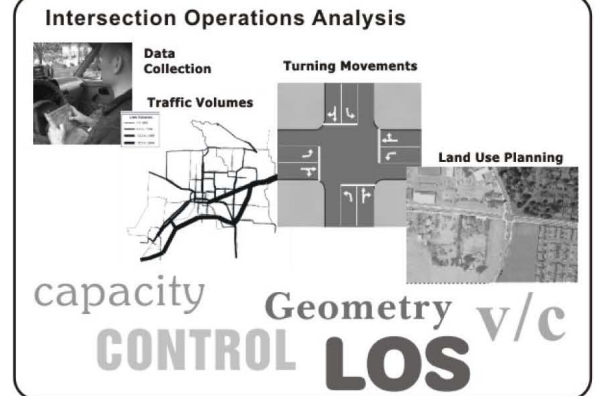 Intersection Operations Analysis
Data
Collection
Turning Movements
Traffic Volumes
Land Use Planning
capacity
Geometry
v/c
CONTROL
LOS